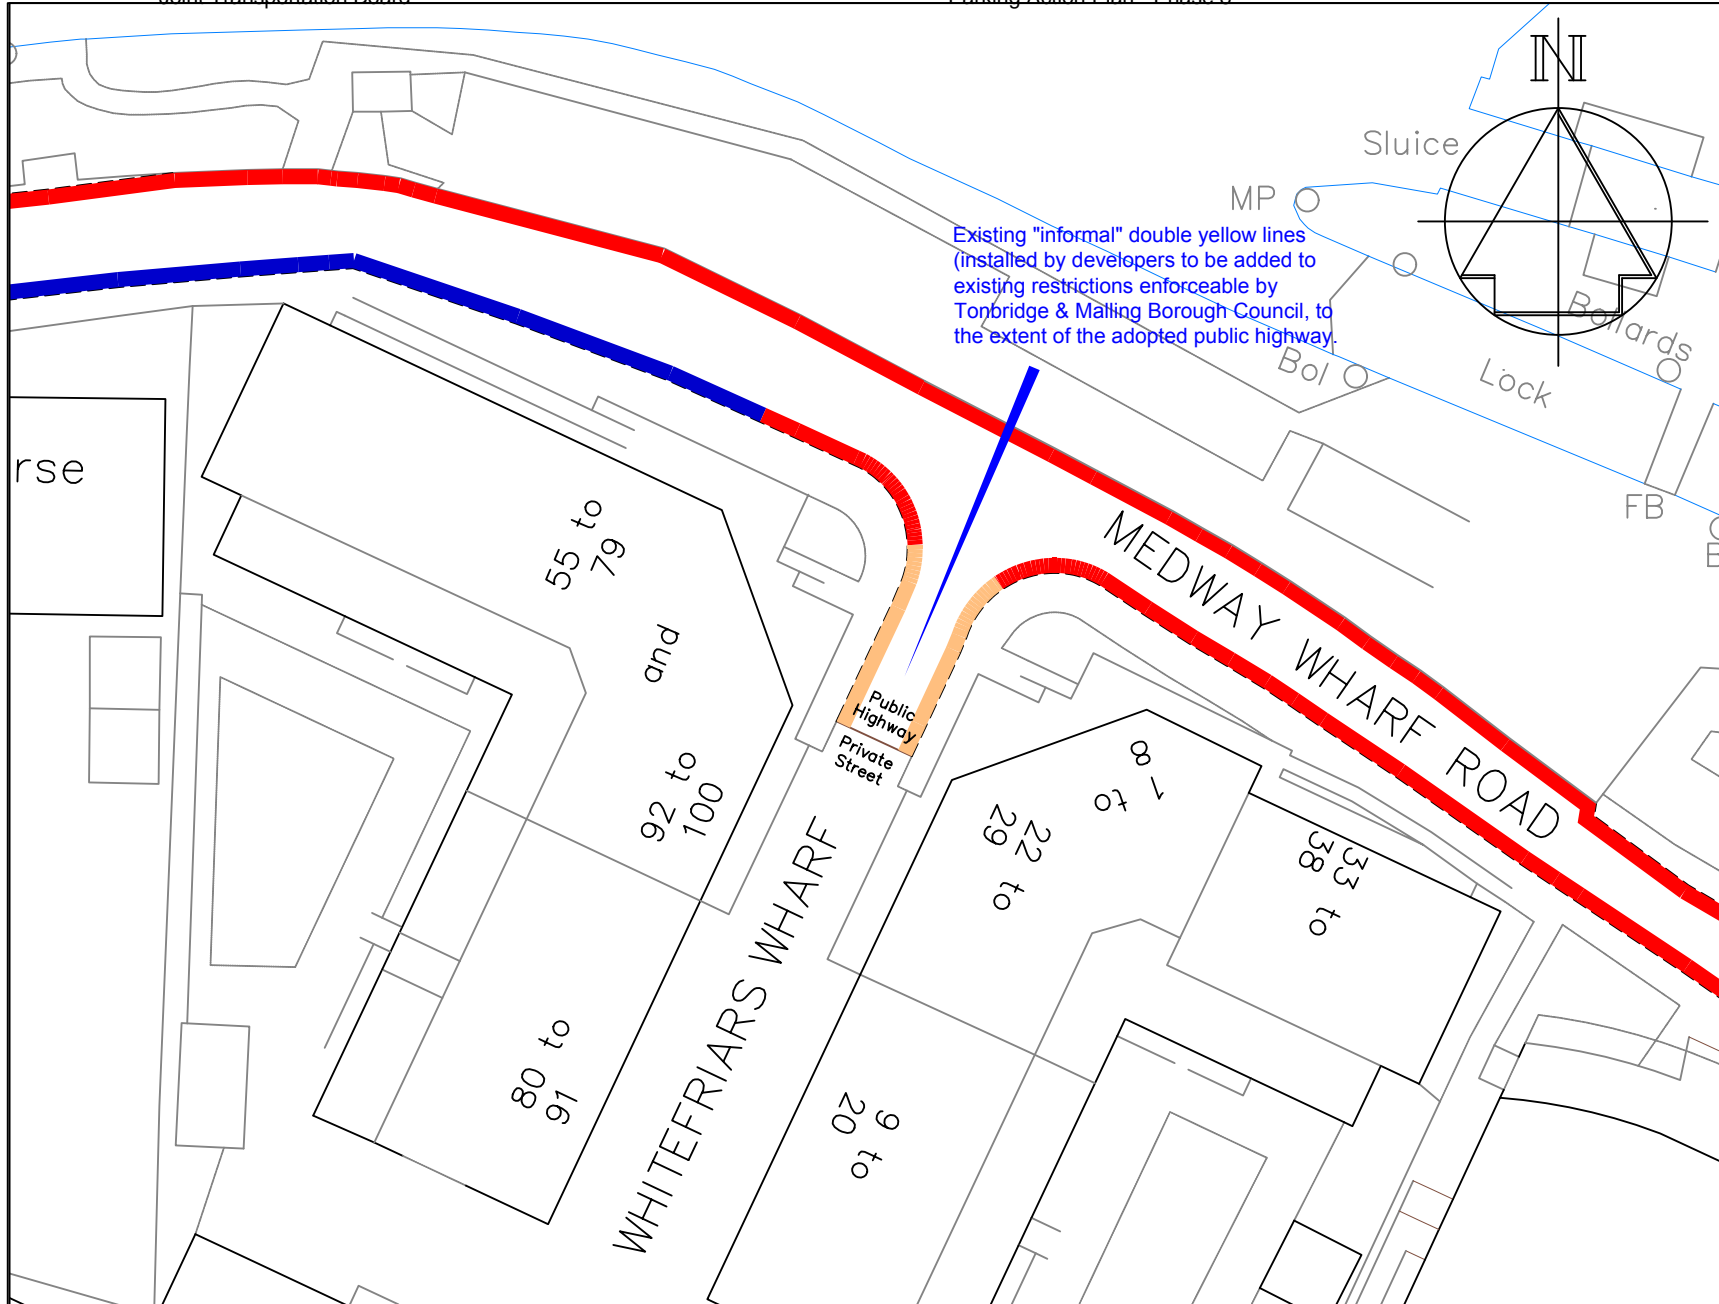 N
Sluice
MP
Existing "informal" double yellow lines
(installed by developers to be added to
existing restrictions enforceable by
Tonbridge & Malling Borough Council, to
the extent of the adopted public highway.
Bollards
Bol
Lock
FB
rse
55 to
79
and
92 to
100
80 to
91
MEDWAY WHARF ROAD
Public
Highway
Private
Street
WHITEFRIARS WHARF
1 to
8
22 to
29
33 to
38
9 to
20